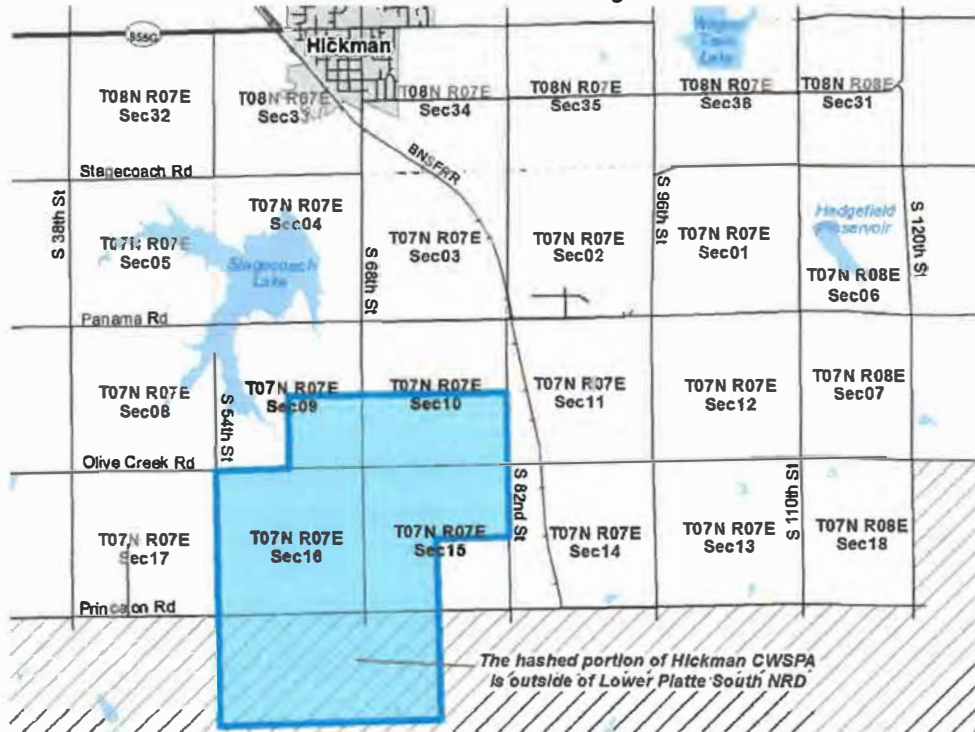 Hickman
T08N R07E
Sec32
T08N R07E
Sec33
T08N R07E
Sec34
T08N R07E
Sec35
T08N R07E
Sec36
T08N R08E
Sec31
Stagecoach Rd
BNSFRR
S 38th St
T07N R07E
Sec05
T07N R07E
Sec04
Stagecoach
Lake
S 68th St
T07N R07E
Sec03
T07N R07E
Sec02
S 96th St
T07N R07E
Sec01
Hedgefield
Reservoir
T07N R08E
Sec06
S 120th St
Panama Rd
T07N R07E
Sec08
S 54th St
T07N R07E
Sec09
T07N R07E
Sec10
T07N R07E
Sec11
T07N R07E
Sec12
T07N R08E
Sec07
Olive Creek Rd
T07N R07E
Sec17
T07N R07E
Sec16
T07N R07E
Sec15
S 82nd St
T07N R07E
Sec14
T07N R07E
Sec13
S 110th St
T07N R08E
Sec18
Princeton Rd
The hashed portion of Hickman CWSPA
is outside of Lower Platte South NRD